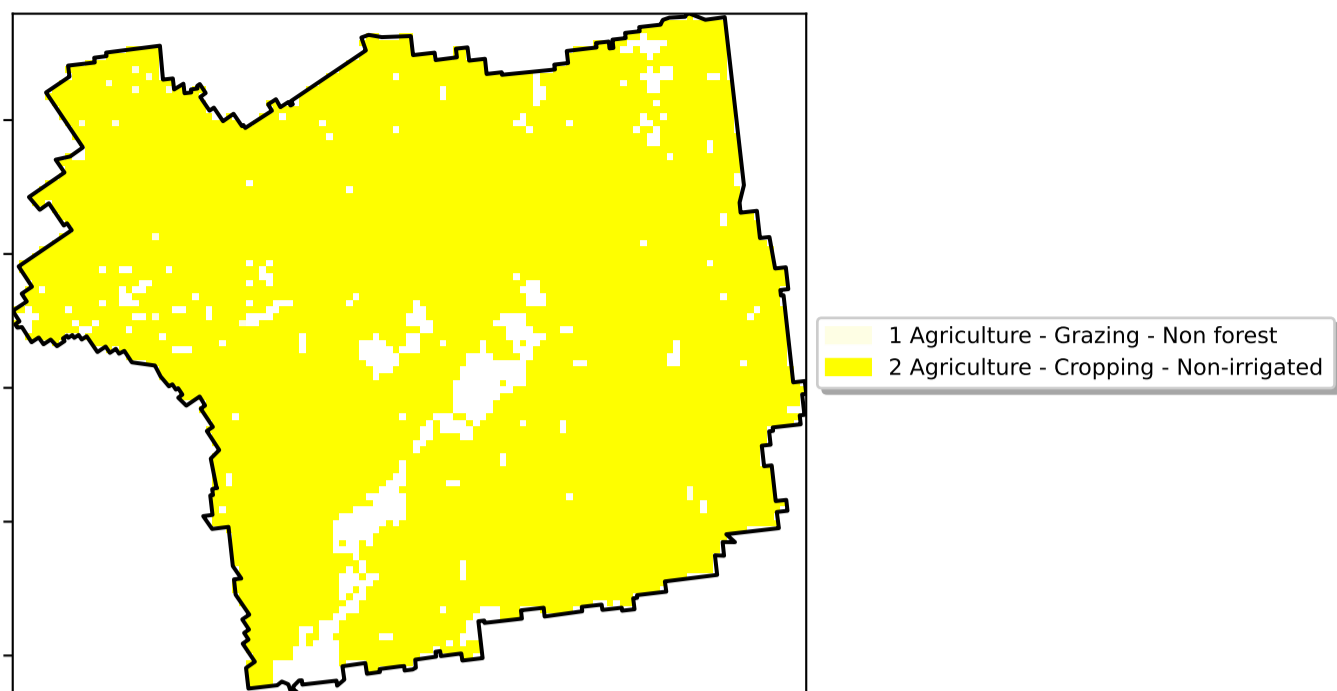 1 Agriculture - Grazing - Non forest
2 Agriculture - Cropping - Non-irrigated